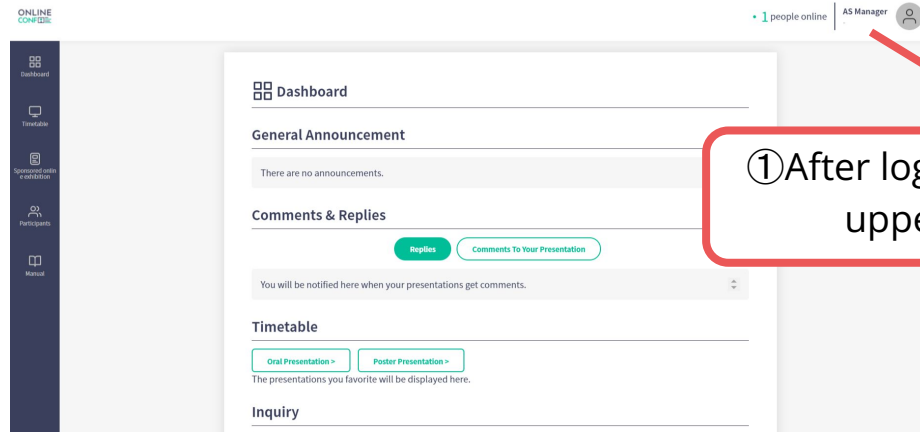 ONLINE
CONF
1 people online
AS Manager
Dashboard
Timetable
Sponsored onlin
e exhibition
Participants
Manual
Dashboard
General Announcement
There are no announcements.
Comments & Replies
Replies
Comments To Your Presentation
You will be notified here when your presentations get comments.
Timetable
Oral Presentation >
Poster Presentation >
The presentations you favorite will be displayed here.
Inquiry
①After log
uppe